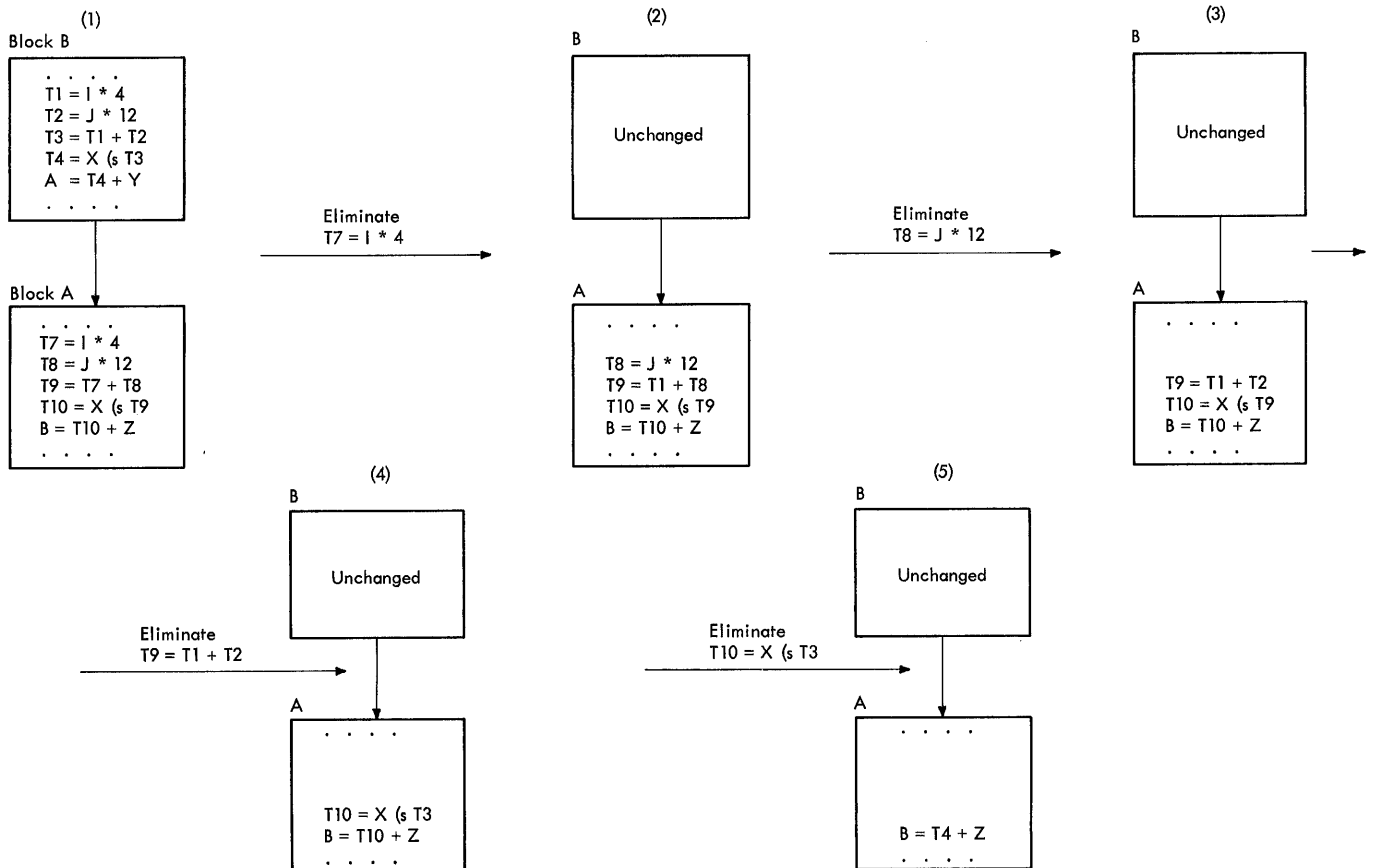 (1)
Block B
. . . .
T1 = I * 4
T2 = J * 12
T3 = T1 + T2
T4 = X (s T3
A = T4 + Y
. . . .
Block A
. . . .
T7 = I * 4
T8 = J * 12
T9 = T7 + T8
T10 = X (s T9
B = T10 + Z
. . . .
Eliminate
T7 = I * 4
(2)
B
Unchanged
A
. . . .
T8 = J * 12
T9 = T1 + T8
T10 = X (s T9
B = T10 + Z
. . . .
Eliminate
T8 = J * 12
(3)
B
Unchanged
A
. . . .
T9 = T1 + T2
T10 = X (s T9
B = T10 + Z
. . . .
Eliminate
T9 = T1 + T2
(4)
B
Unchanged
A
. . . .
T10 = X (s T3
B = T10 + Z
. . . .
Eliminate
T10 = X (s T3
(5)
B
Unchanged
A
. . . .
B = T4 + Z
. . . .